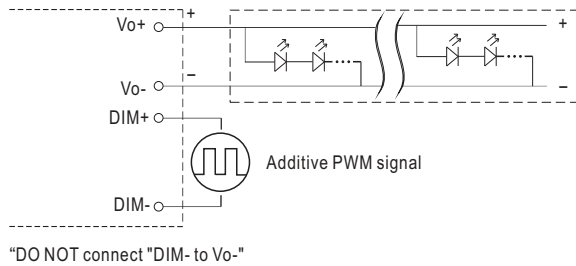 Vo+ + +
Vo- – –
DIM+
Additive PWM signal
DIM-
“DO NOT connect "DIM- to Vo-"